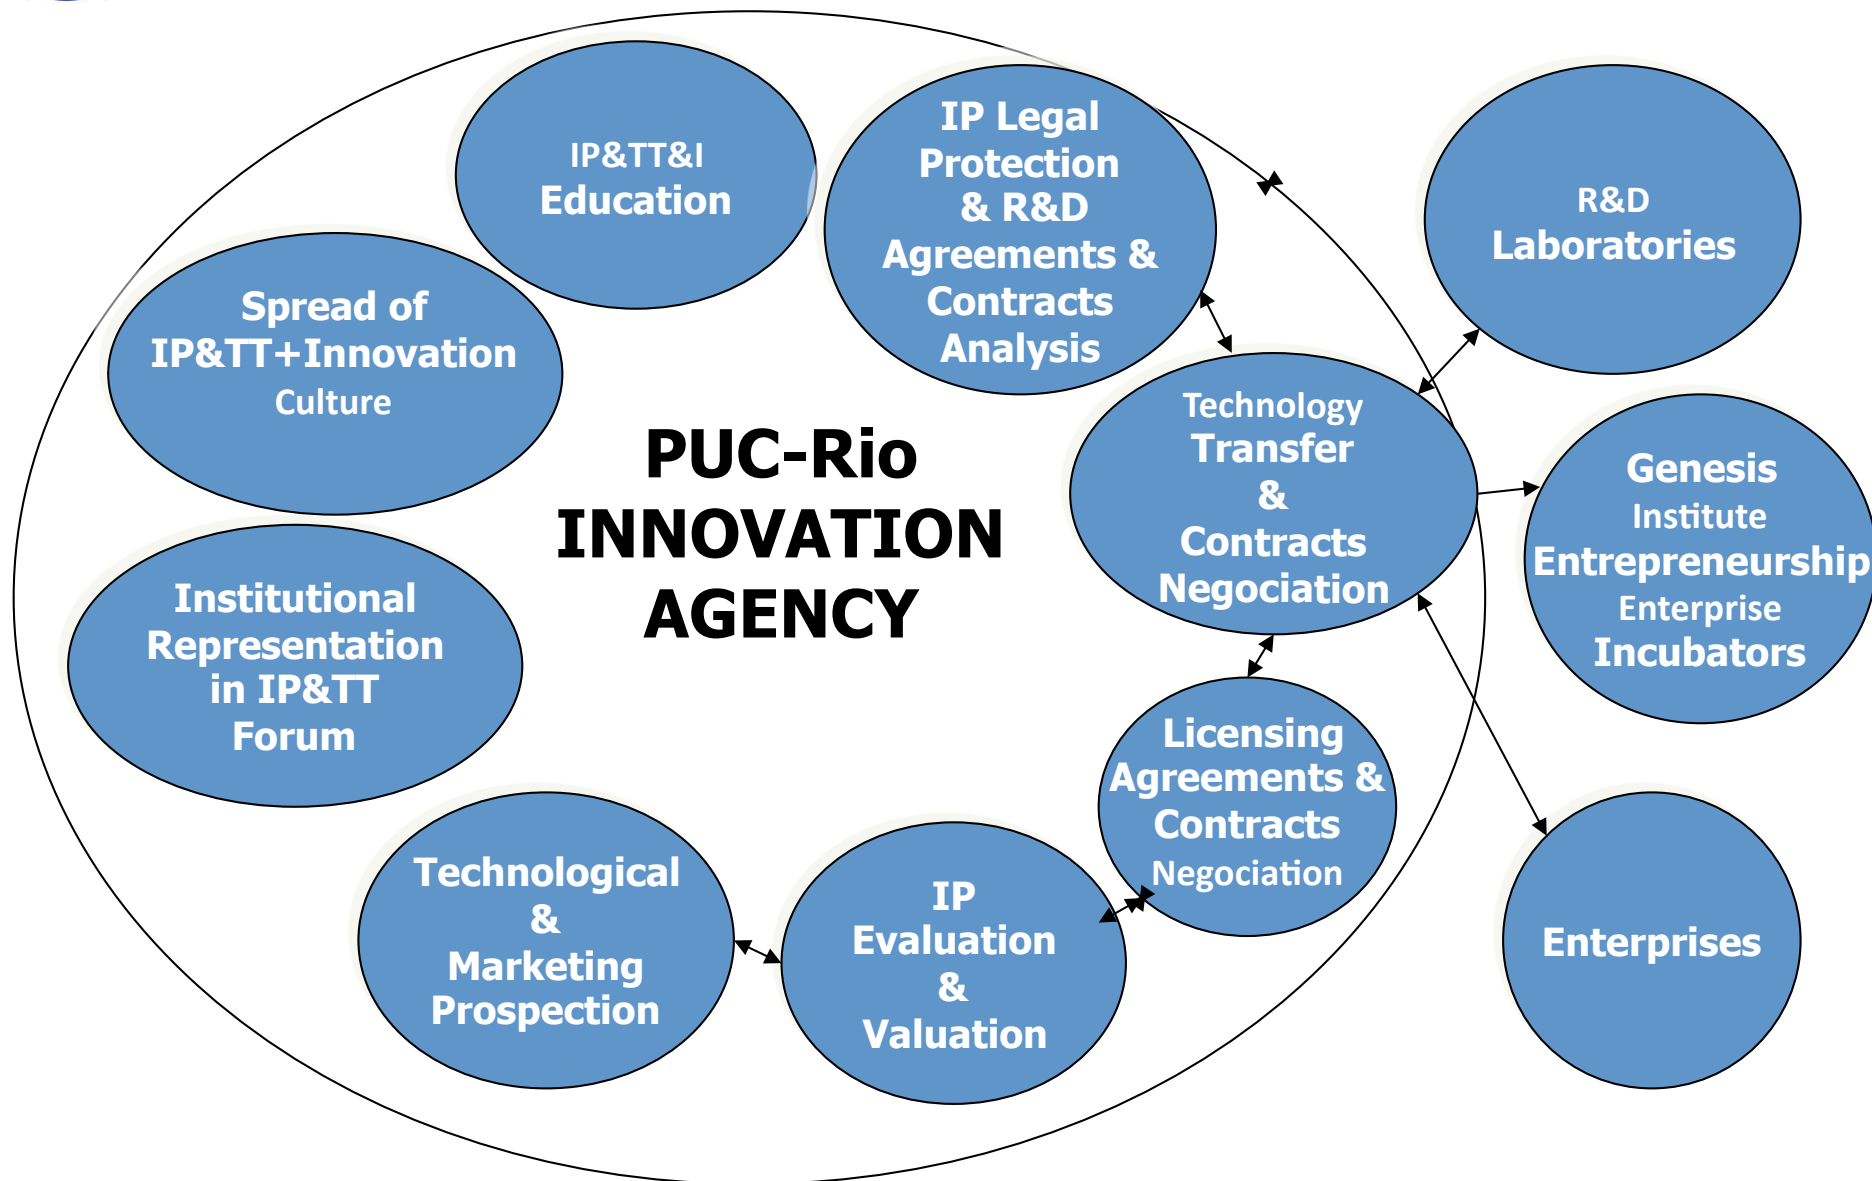 IP&TT&I
Education
IP Legal
Protection
& R&D
Agreements &
Contracts
Analysis
R&D
Laboratories
Spread of
IP&TT+Innovation
Culture
PUC-Rio
INNOVATION
AGENCY
Technology
Transfer
&
Contracts
Negociation
Genesis
Institute
Entrepreneurship
Enterprise
Incubators
Institutional
Representation
in IP&TT
Forum
Licensing
Agreements &
Contracts
Negociation
Technological
&
Marketing
Prospection
IP
Evaluation
&
Valuation
Enterprises